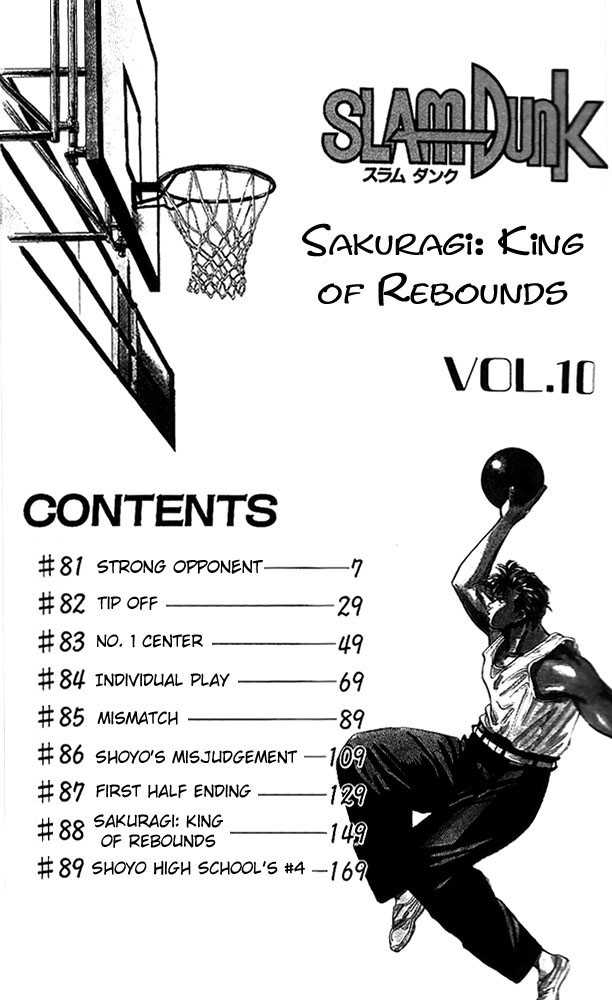 SLAM DUNK
スラム ダンク
SAKURAGI: KING
OF REBOUNDS
VOL.10
CONTENTS
#81 STRONG OPPONENT 7
#82 TIP OFF 29
#83 NO. 1 CENTER 49
#84 INDIVIDUAL PLAY 69
#85 MISMATCH 89
#86 SHOYO'S MISJUDGEMENT 109
#87 FIRST HALF ENDING 129
#88 SAKURAGI: KING
OF REBOUNDS 149
#89 SHOYO HIGH SCHOOL'S #4 169